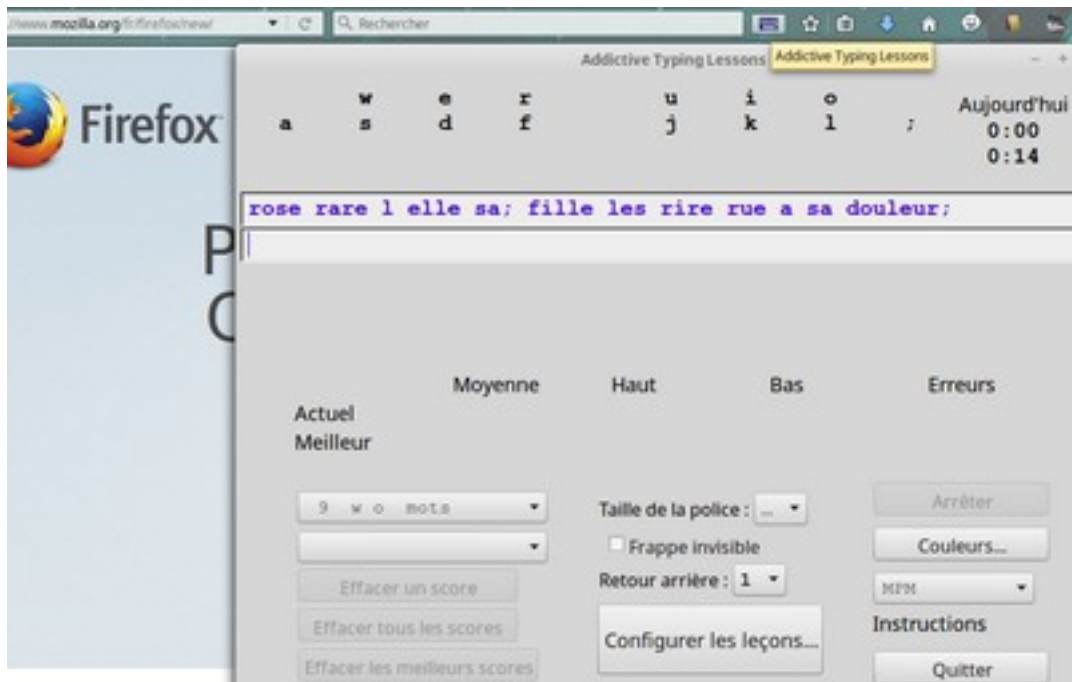 www.mozilla.org/fr/firefox/new/ Rechercher
Addictive Typing Lessons Addictive Typing Lessons
Firefox
w e r u i o
a s d f j k l ;
Aujourd'hui
0:00
0:14
rose rare l elle sa; fille les rire rue a sa douleur;
P
C
Moyenne Haut Bas Erreurs
Actuel
Meilleur
9 w o mots
Taille de la police : ...
Arrêter
Frappe invisible
Couleurs...
Effacer un score
Retour arrière : 1
MPM
Effacer tous les scores
Configurer les leçons...
Instructions
Effacer les meilleurs scores
Quitter